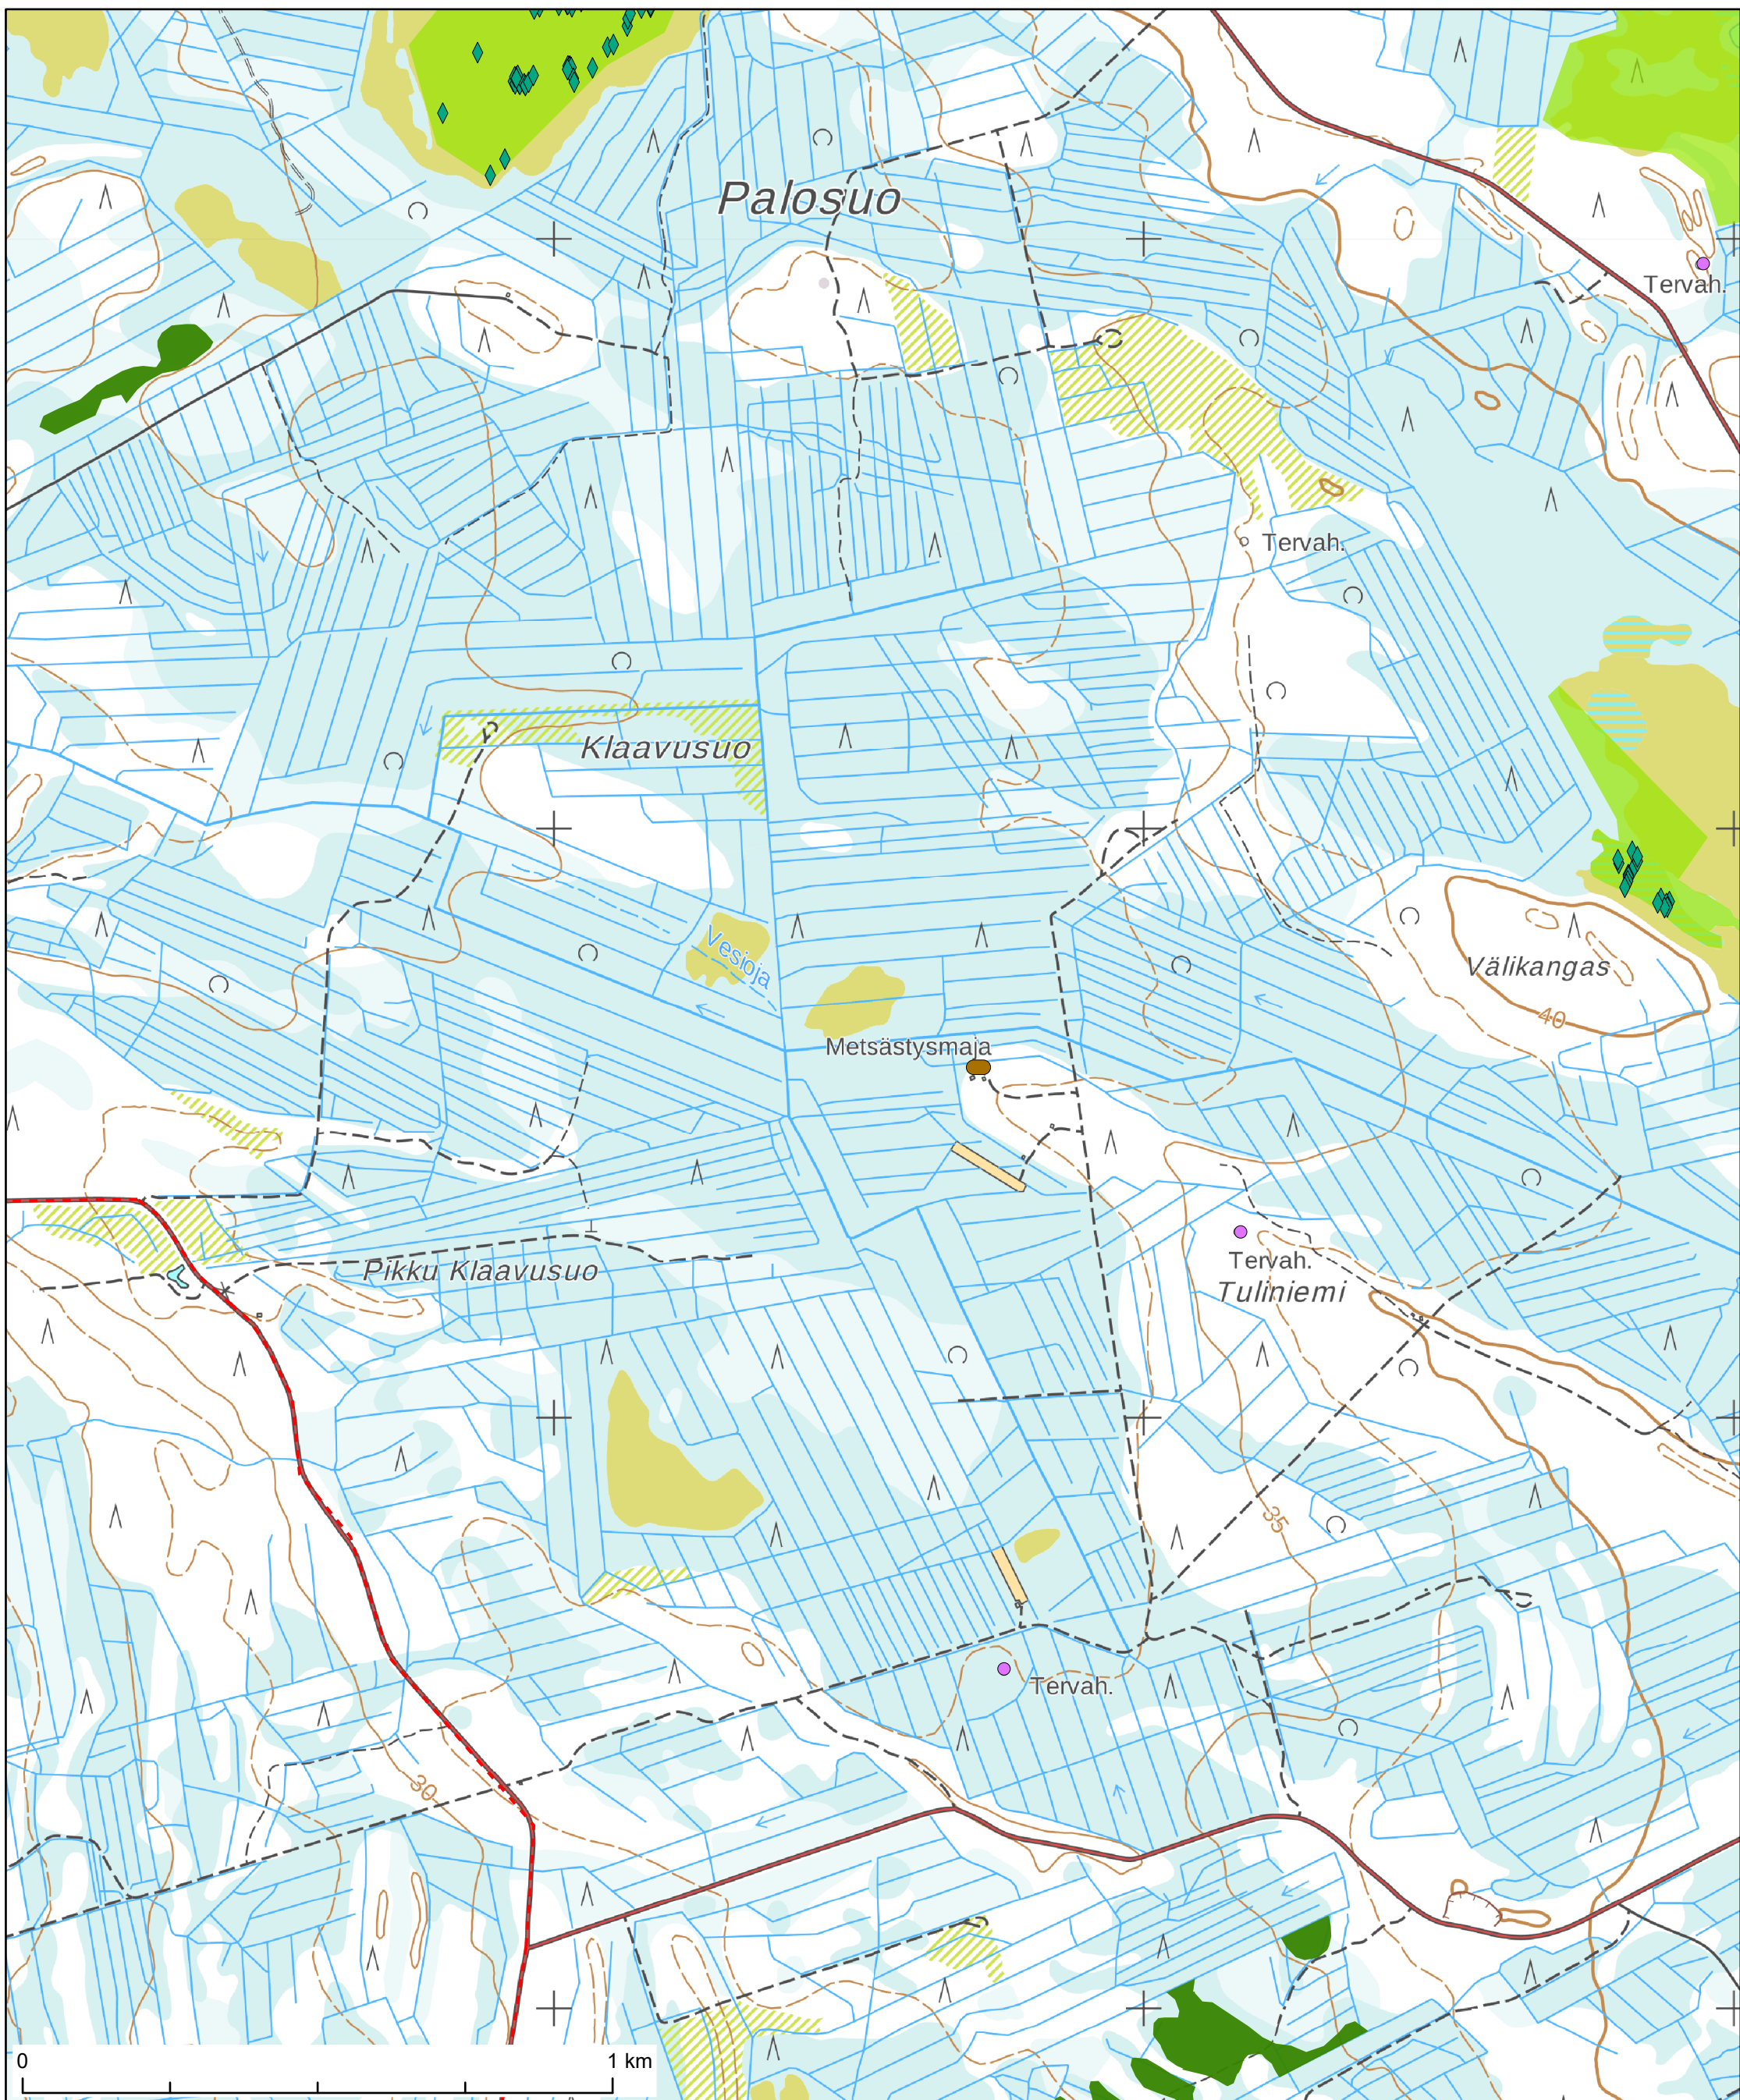 Palosuo
Tervah.
Tervah.
Klaavusuo
Vesioja
Välikangas
40
Metsästysmaja
Tervah.
Pikku Klaavusuo
Tuliniemi
35
Tervah.
30
0 1 km